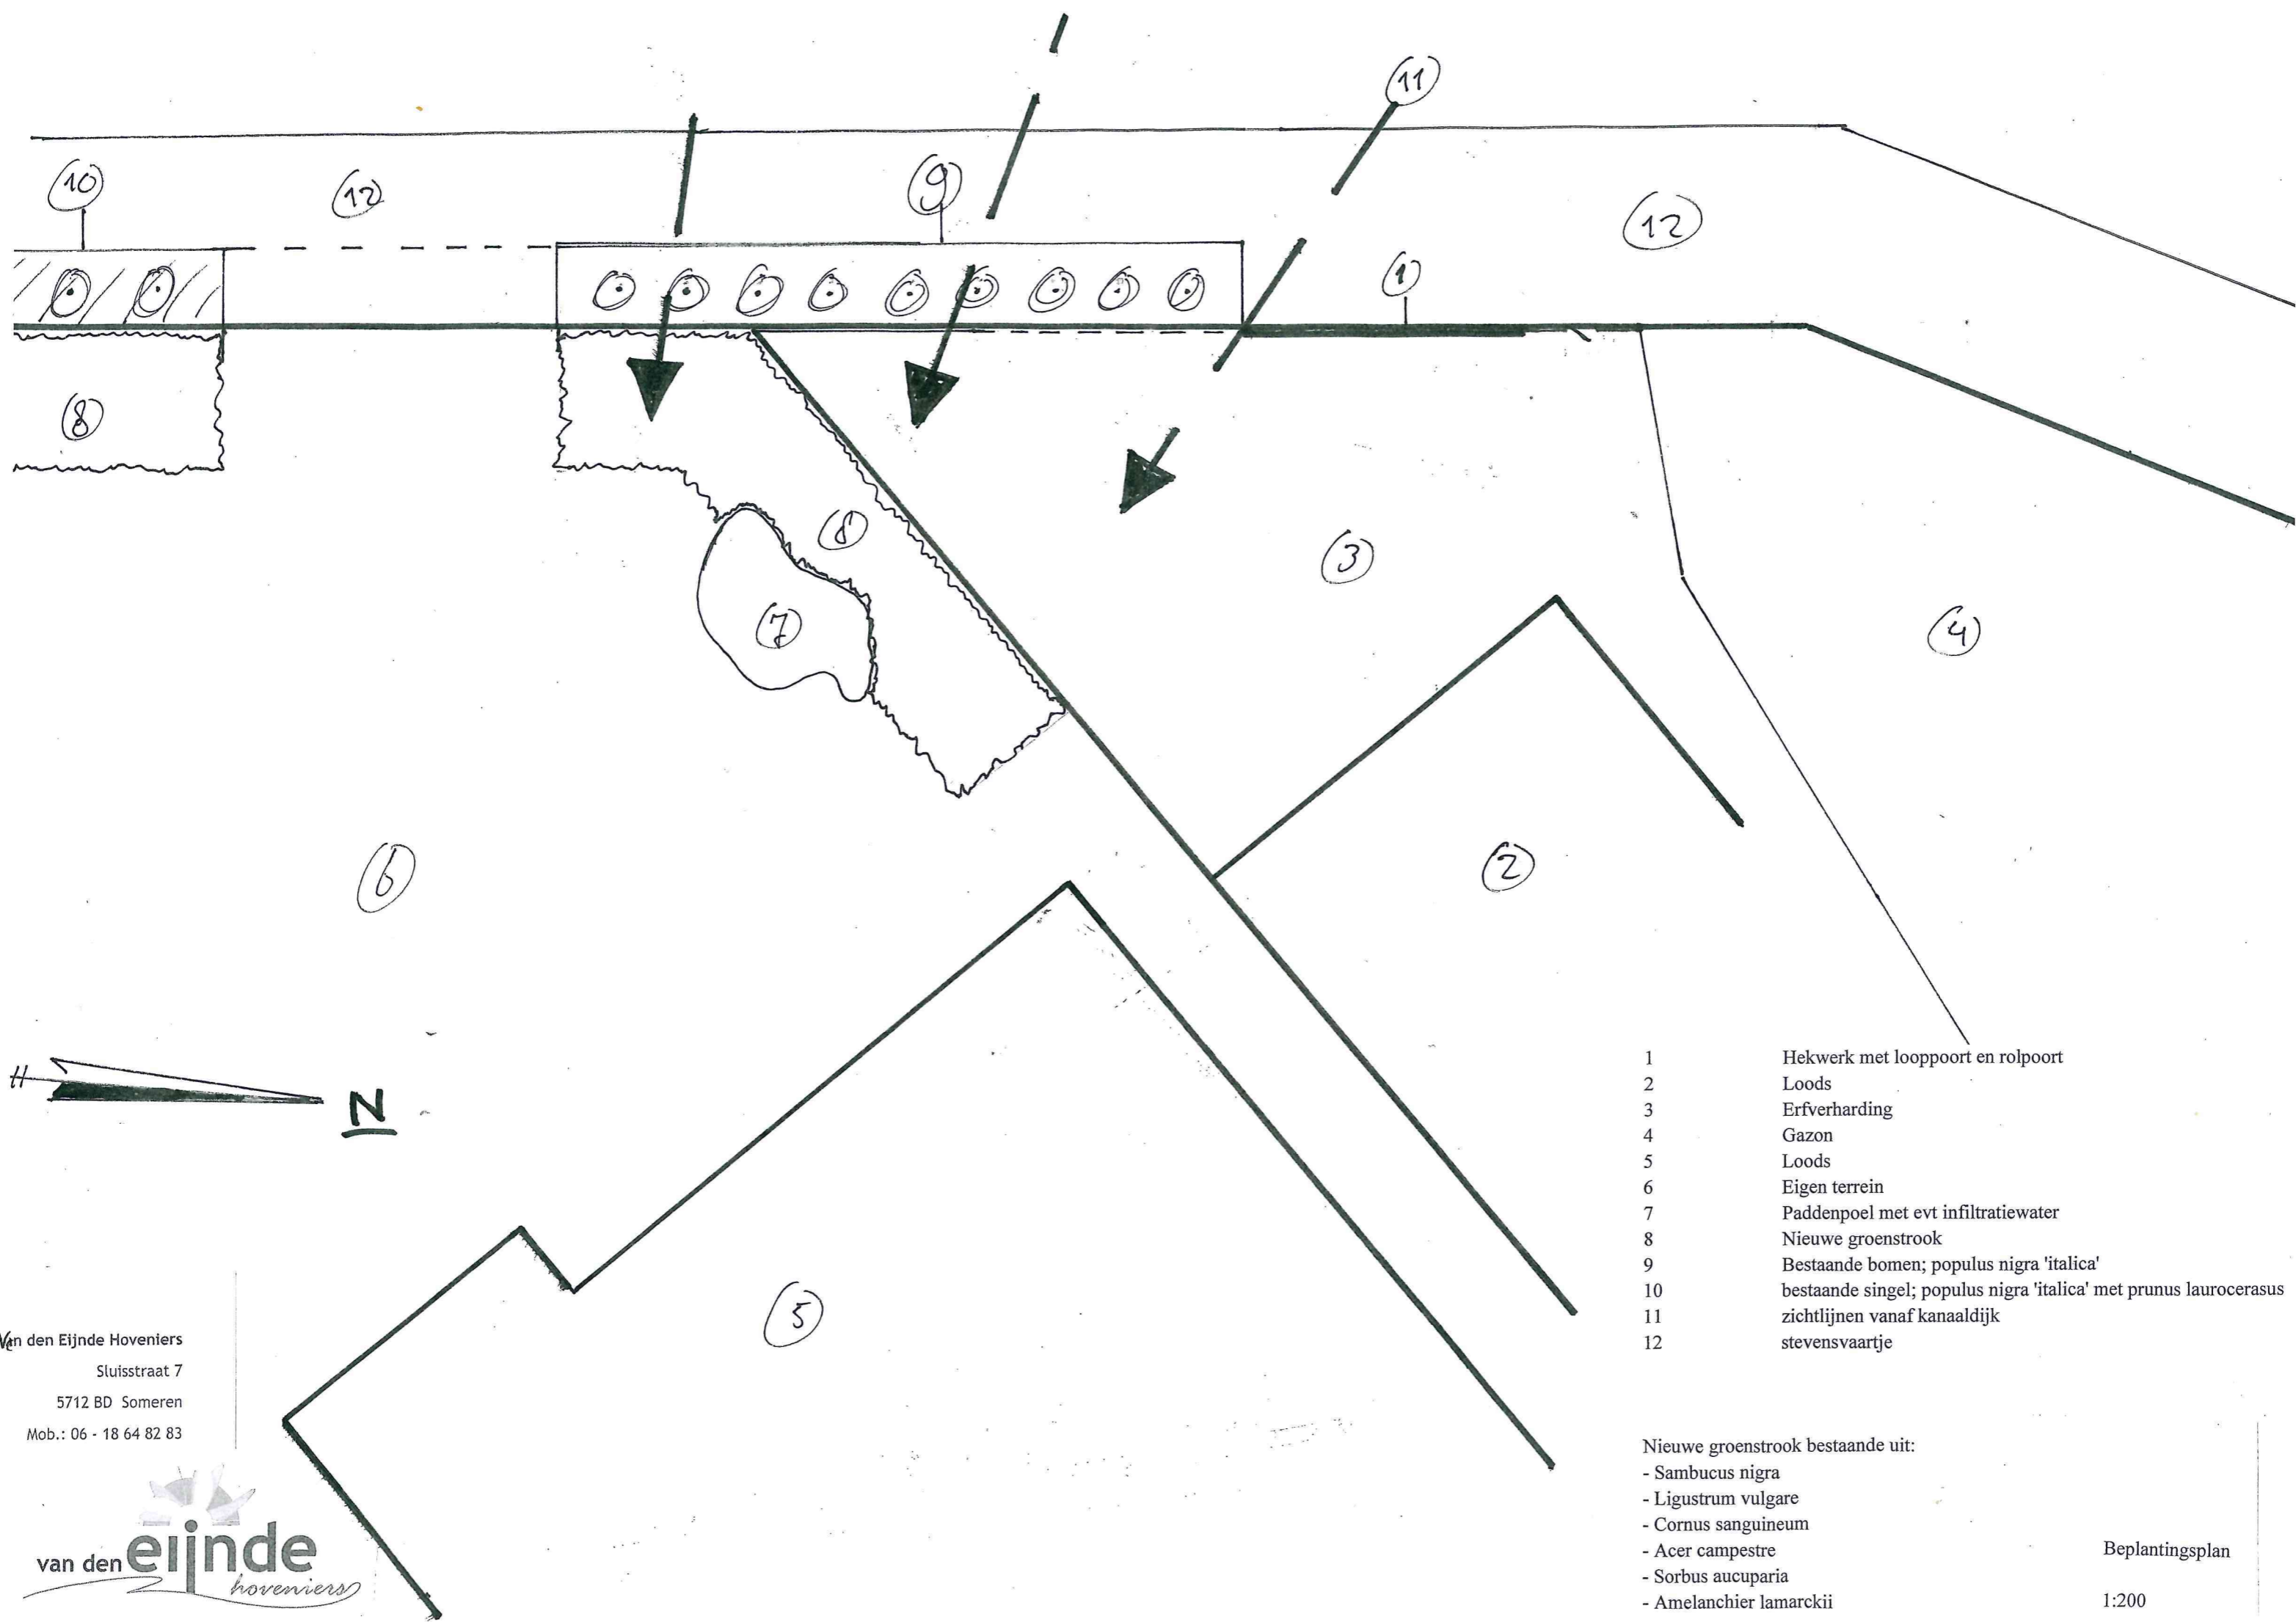 11
10
12
9
12
1
8
8
3
7
4
6
2
N
5
1 Hekwerk met looppoort en rolpoort
2 Loods
3 Erfverharding
4 Gazon
5 Loods
6 Eigen terrein
7 Paddenpoel met evt infiltratiewater
8 Nieuwe groenstrook
9 Bestaande bomen; populus nigra 'italica'
10 bestaande singel; populus nigra 'italica' met prunus laurocerasus
11 zichtlijnen vanaf kanaaldijk
12 stevensvaartje
Van den Eijnde Hoveniers
Sluisstraat 7
5712 BD Someren
Mob.: 06 - 18 64 82 83
van den eijnde
hoveniers
Nieuwe groenstrook bestaande uit:
- Sambucus nigra
- Ligustrum vulgare
- Cornus sanguineum
- Acer campestre
- Sorbus aucuparia
- Amelanchier lamarckii
Beplantingsplan
1:200